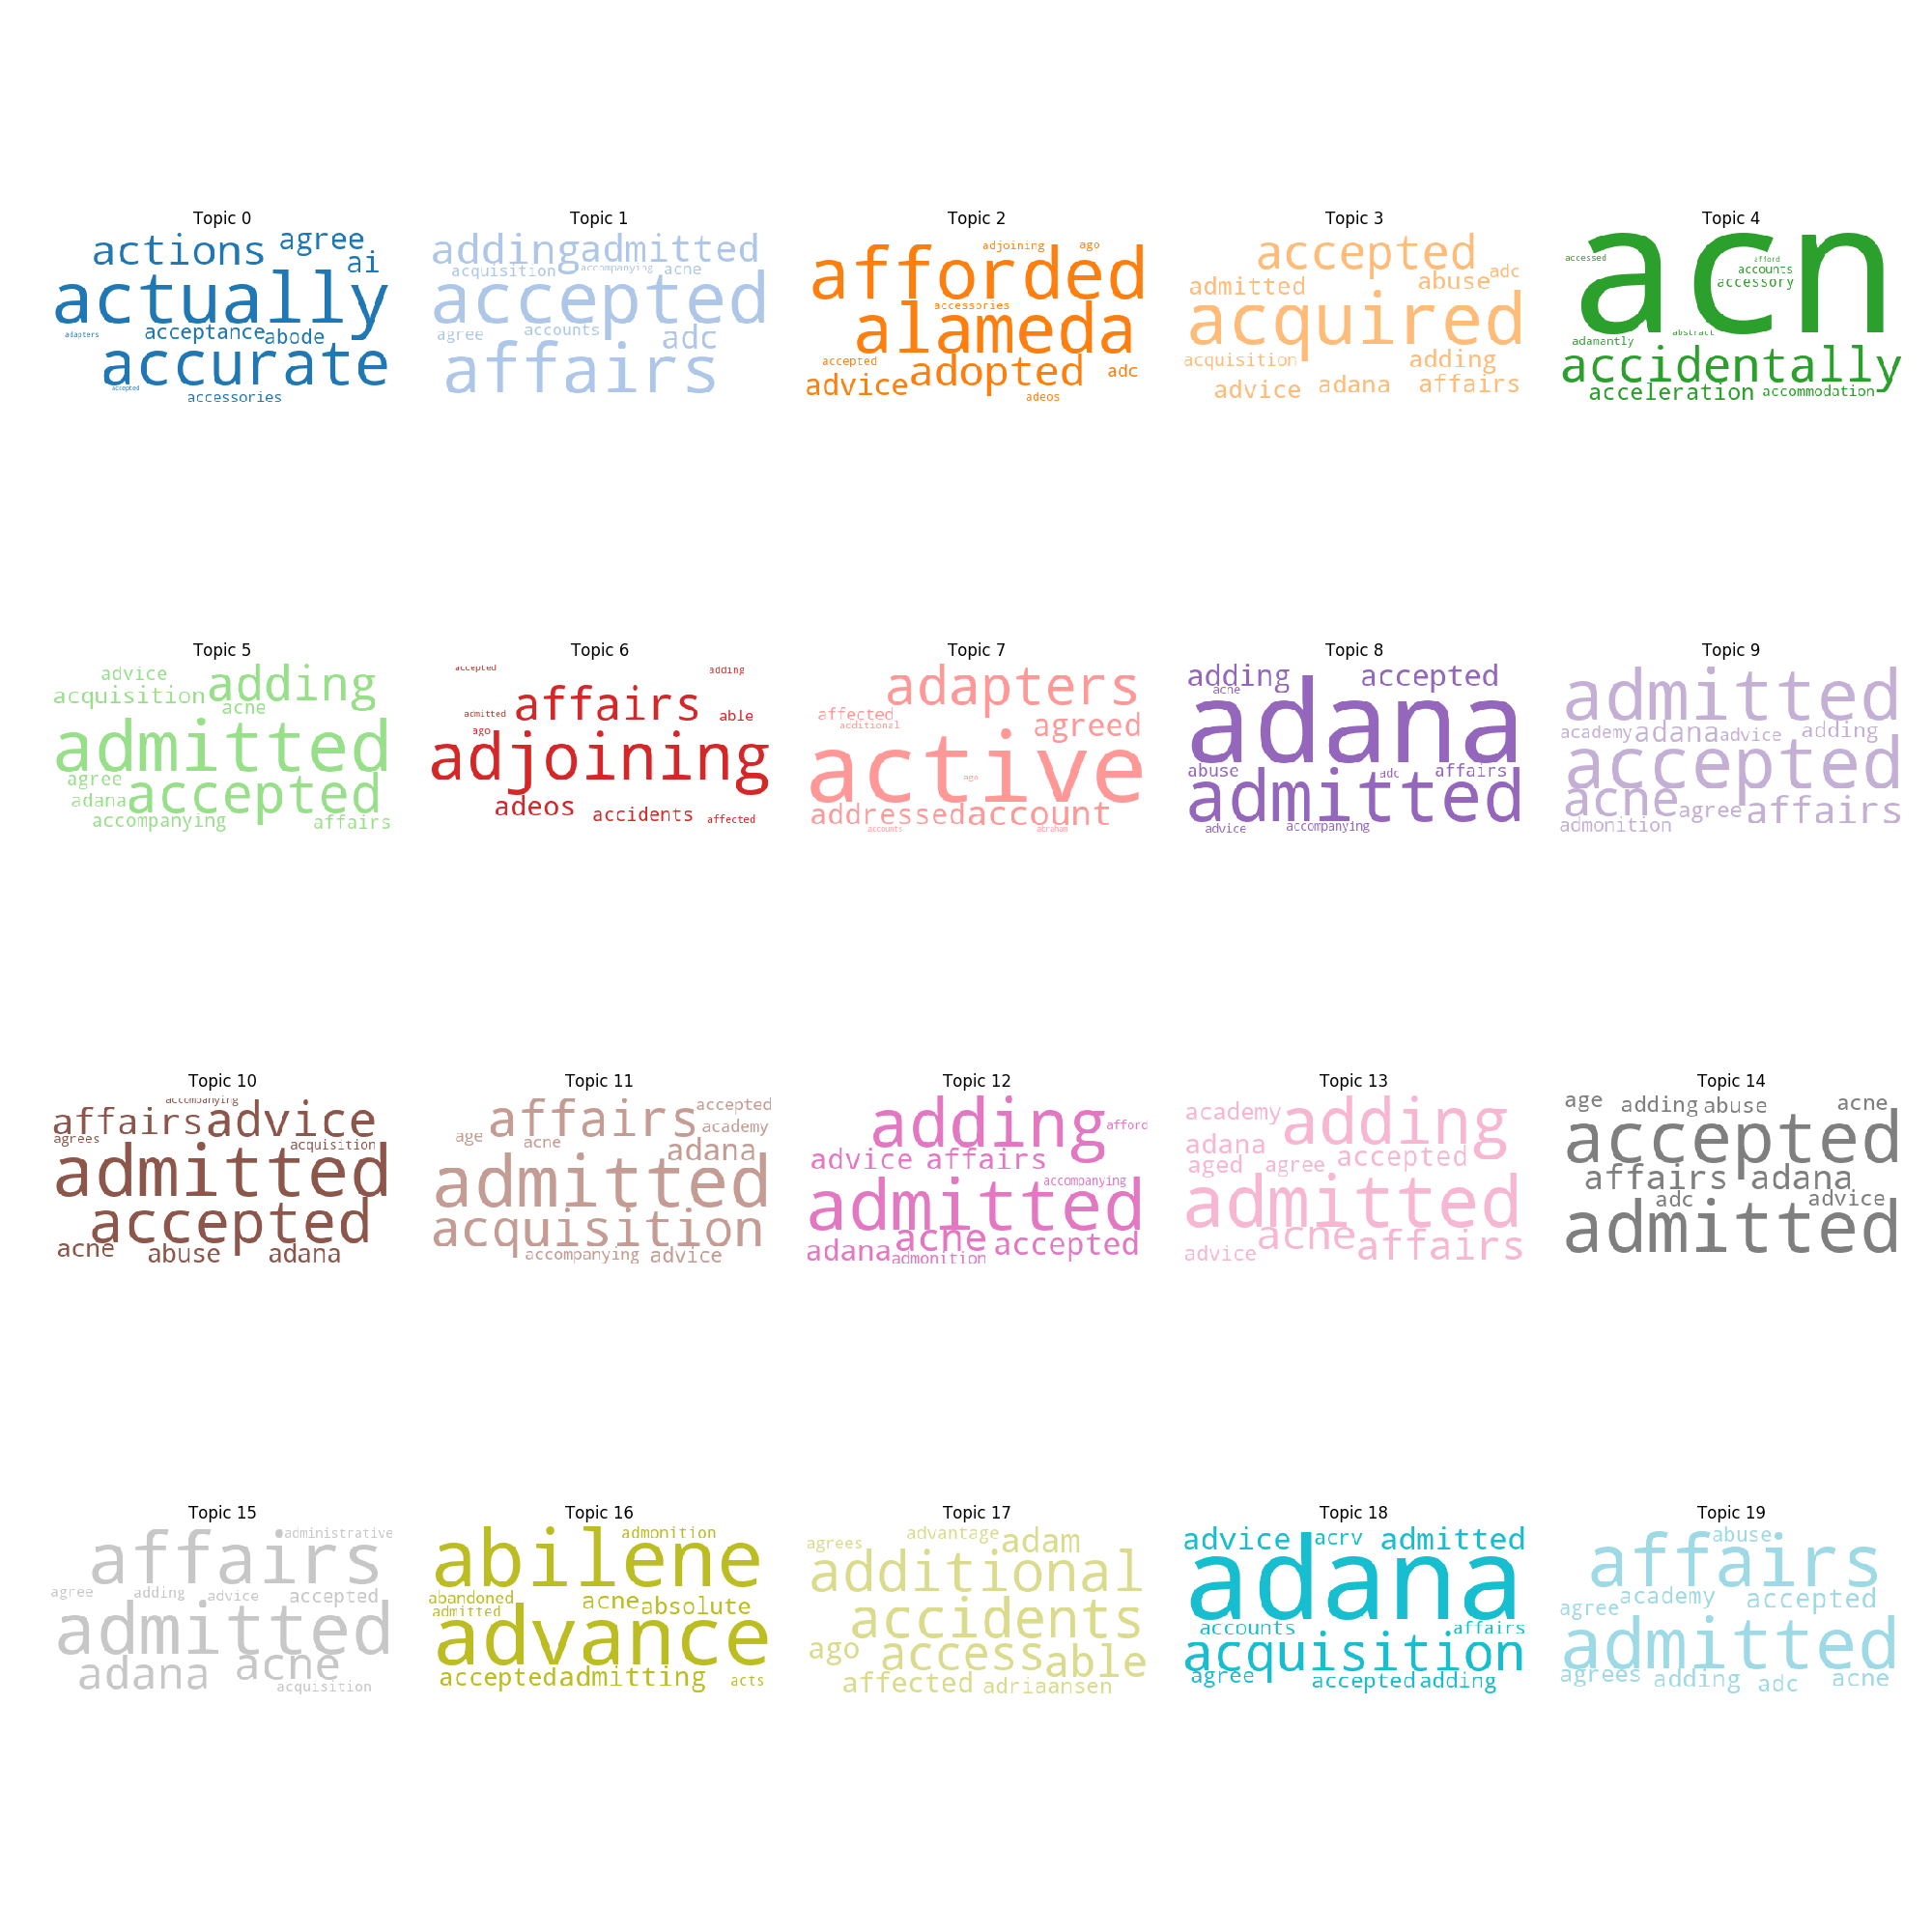 Topic 0
actions agree
ai
actually
adapters acceptance abode
accurate
accepted
accessories
Topic 1
adding admitted
acquisition accompanying acne
accepted
agree accounts adc
affairs
Topic 2
adjoining ago
afforded
accessories
alameda
accepted
advice adopted adc
adeos
Topic 3
accepted
admitted abuse adc
acquired
acquisition adding
advice adana affairs
Topic 4
acn
accessed afford
accounts
accessory
abstract
adamantly
accidentally
acceleration accommodation
Topic 5
advice adding
acquisition
acne
admitted
agree
adana accepted
accompanying affairs
Topic 6
accepted adding
affairs
admitted able
ago
adjoining
adeos accidents affected
Topic 7
adapters
affected agreed
additional
active
ago
addressed account
accounts abraham
Topic 8
adding accepted
acne
adana
abuse adc affairs
admitted
advice accompanying
Topic 9
admitted
academy adana advice adding
accepted
acne
admonition agree affairs
Topic 10
accompanying
affairs advice
agrees acquisition
admitted
accepted
acne abuse adana
Topic 11
affairs accepted
age acne academy
adana
admitted
acquisition
accompanying advice
Topic 12
adding afford
advice affairs
accompanying
admitted
adana acne accepted
admonition
Topic 13
academy adding
adana
aged agree accepted
admitted
acne
advice affairs
Topic 14
age adding abuse acne
accepted
affairs adana
adc advice
admitted
Topic 15
administrative
affairs
agree adding advice accepted
admitted
adana acne
acquisition
Topic 16
admonition
abilene
abandoned acne absolute
admitted
advance
accepted admitting acts
Topic 17
agrees advantage adam
additional
accidents
ago access able
affected adriaansen
Topic 18
advice acrv admitted
adana
accounts affairs
acquisition
agree accepted adding
Topic 19
abuse
affairs
academy accepted
agree
admitted
agrees adding adc acne